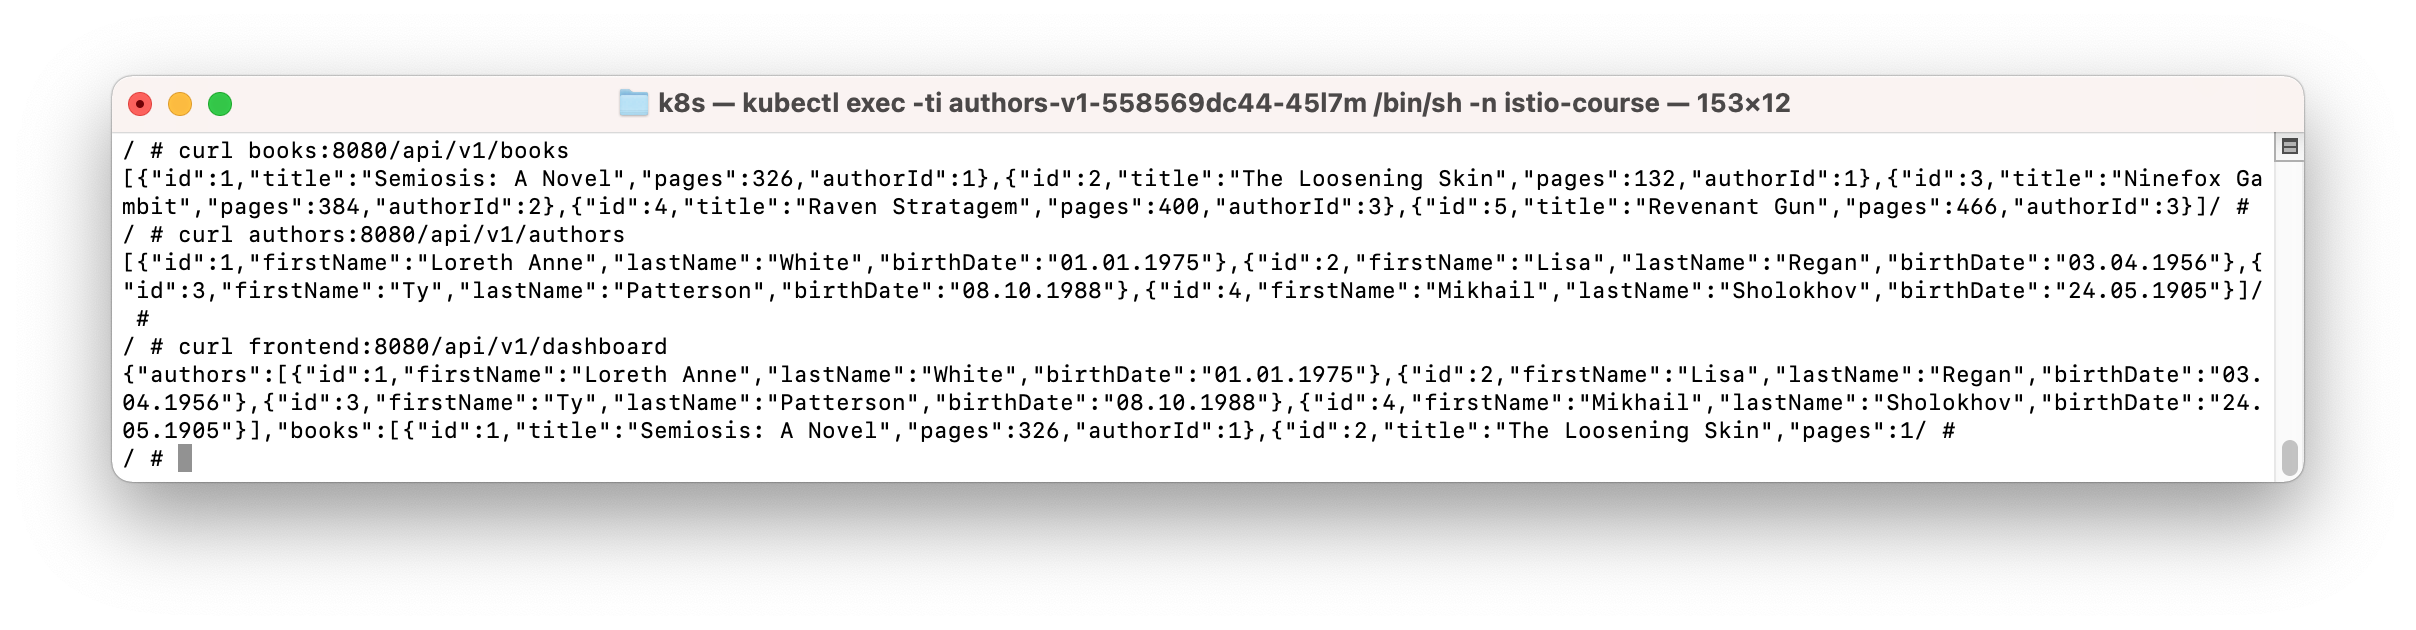 k8s — kubectl exec -ti authors-v1-558569dc44-45l7m /bin/sh -n istio-course — 153×12
/ # curl books:8080/api/v1/books
[{"id":1,"title":"Semiosis: A Novel","pages":326,"authorId":1},{"id":2,"title":"The Loosening Skin","pages":132,"authorId":1},{"id":3,"title":"Ninefox Ga
mbit","pages":384,"authorId":2},{"id":4,"title":"Raven Stratagem","pages":400,"authorId":3},{"id":5,"title":"Revenant Gun","pages":466,"authorId":3}]/ #
/ # curl authors:8080/api/v1/authors
[{"id":1,"firstName":"Loreth Anne","lastName":"White","birthDate":"01.01.1975"},{"id":2,"firstName":"Lisa","lastName":"Regan","birthDate":"03.04.1956"},{
"id":3,"firstName":"Ty","lastName":"Patterson","birthDate":"08.10.1988"},{"id":4,"firstName":"Mikhail","lastName":"Sholokhov","birthDate":"24.05.1905"}]/
 #
/ # curl frontend:8080/api/v1/dashboard
{"authors":[{"id":1,"firstName":"Loreth Anne","lastName":"White","birthDate":"01.01.1975"},{"id":2,"firstName":"Lisa","lastName":"Regan","birthDate":"03.
04.1956"},{"id":3,"firstName":"Ty","lastName":"Patterson","birthDate":"08.10.1988"},{"id":4,"firstName":"Mikhail","lastName":"Sholokhov","birthDate":"24.
05.1905"}],"books":[{"id":1,"title":"Semiosis: A Novel","pages":326,"authorId":1},{"id":2,"title":"The Loosening Skin","pages":1/ #
/ #